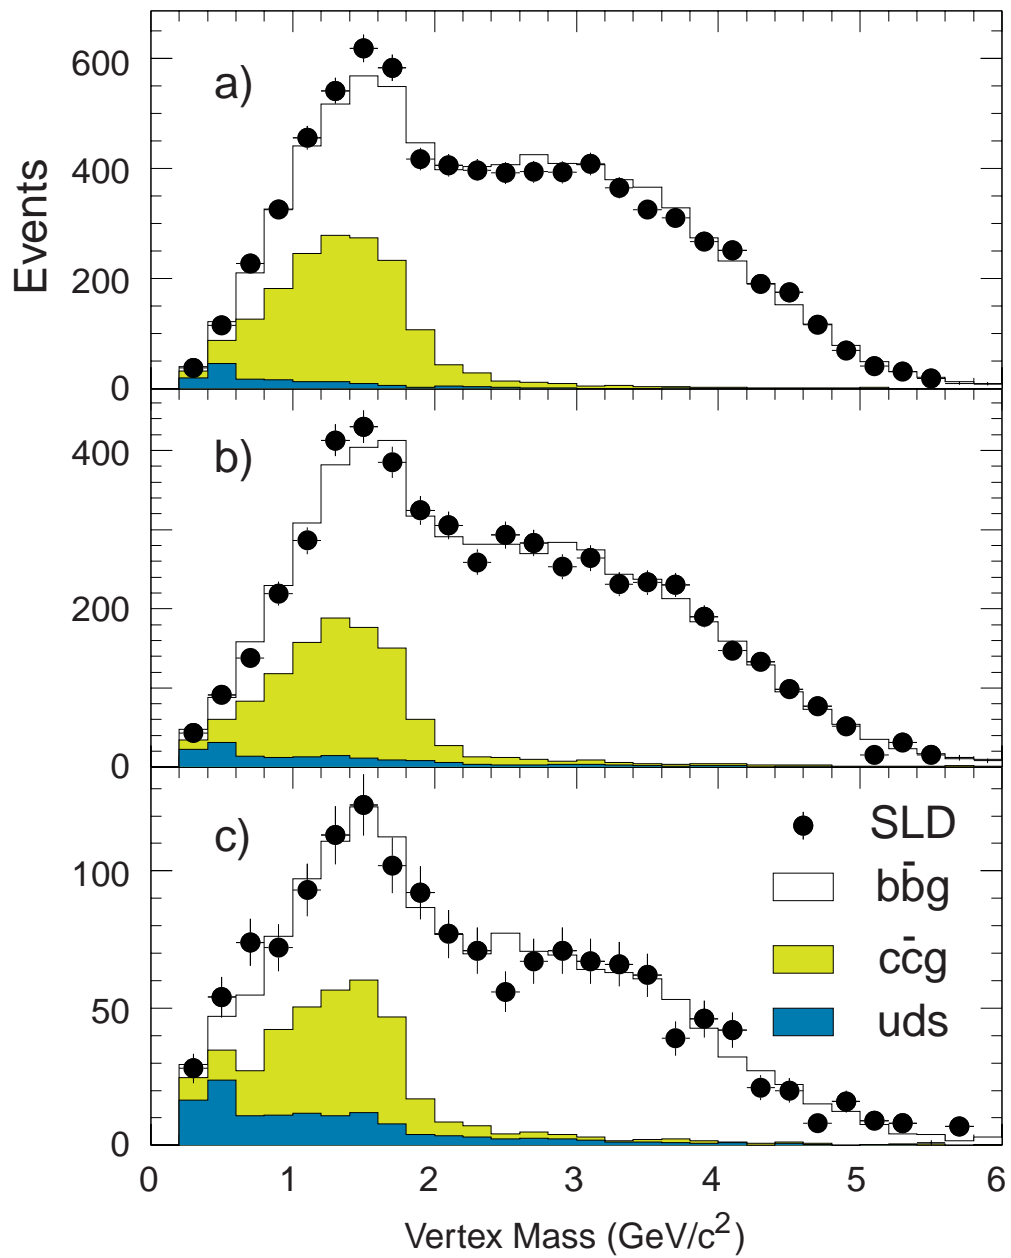 Events
a)
600
400
200
0
b)
400
200
0
c)
100
50
0
SLD
bb̄g
cc̄g
uds
0 1 2 3 4 5 6
Vertex Mass (GeV/c²)